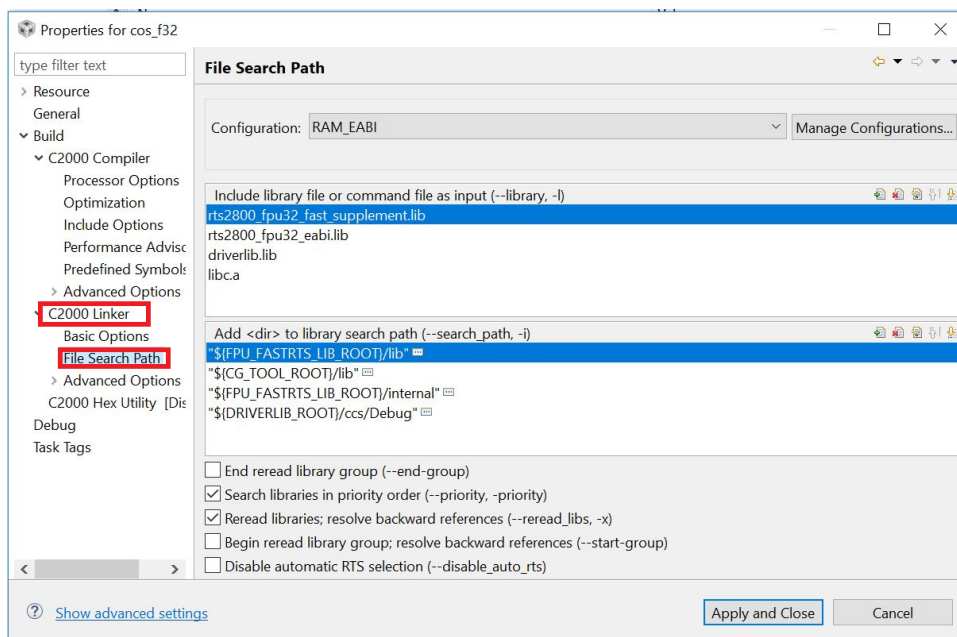 Properties for cos_f32
type filter text
Resource
General
Build
C2000 Compiler
Processor Options
Optimization
Include Options
Performance Advisc
Predefined Symbols
Advanced Options
C2000 Linker
Basic Options
File Search Path
Advanced Options
C2000 Hex Utility [Dis
Debug
Task Tags
File Search Path
Configuration: RAM_EABI
Manage Configurations...
Include library file or command file as input (--library, -l)
rts2800_fpu32_fast_supplement.lib
rts2800_fpu32_eabi.lib
driverlib.lib
libc.a
Add <dir> to library search path (--search_path, -i)
"${FPU_FASTRTS_LIB_ROOT}/lib"
"${CG_TOOL_ROOT}/lib"
"${FPU_FASTRTS_LIB_ROOT}/internal"
"${DRIVERLIB_ROOT}/ccs/Debug"
End reread library group (--end-group)
Search libraries in priority order (--priority, -priority)
Reread libraries; resolve backward references (--reread_libs, -x)
Begin reread library group; resolve backward references (--start-group)
Disable automatic RTS selection (--disable_auto_rts)
Show advanced settings
Apply and Close
Cancel